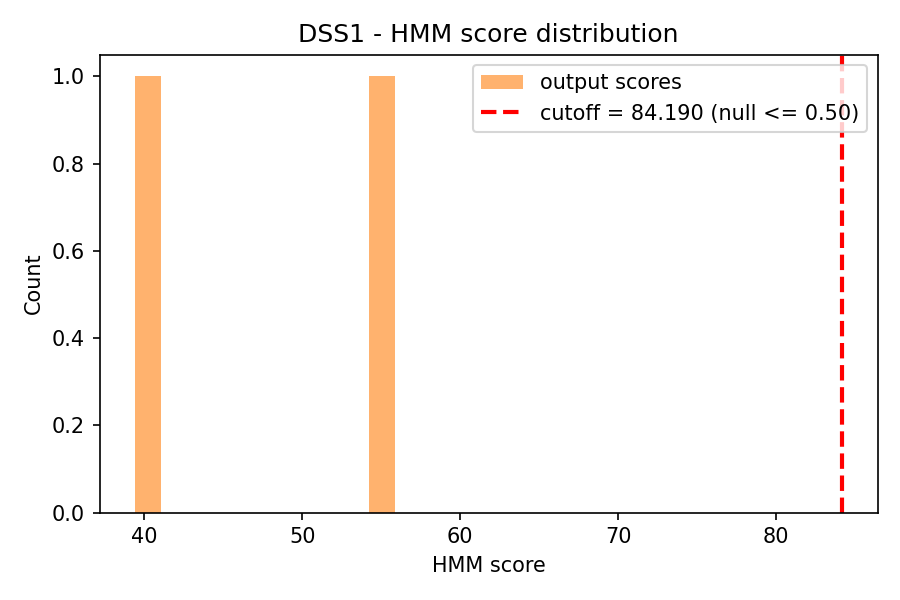 DSS1 - HMM score distribution
output scores
cutoff = 84.190 (null <= 0.50)
Count
1.0
0.8
0.6
0.4
0.2
0.0
40 50 60 70 80
HMM score